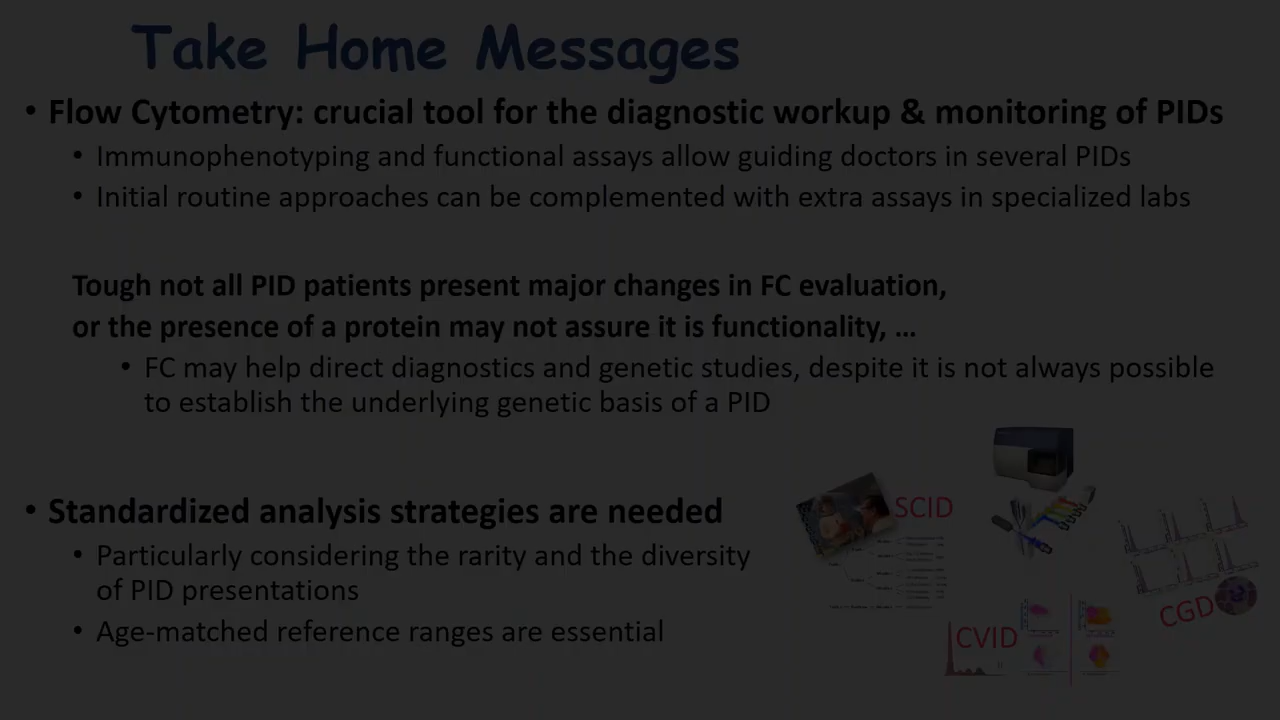 Take Home Messages
• Flow Cytometry: crucial tool for the diagnostic workup & monitoring of PIDs
• Immunophenotyping and functional assays allow guiding doctors in several PIDs
• Initial routine approaches can be complemented with extra assays in specialized labs
Tough not all PID patients present major changes in FC evaluation,
or the presence of a protein may not assure it is functionality, ...
• FC may help direct diagnostics and genetic studies, despite it is not always possible
to establish the underlying genetic basis of a PID
• Standardized analysis strategies are needed
• Particularly considering the rarity and the diversity
of PID presentations
• Age-matched reference ranges are essential
SCID
CGD
CVID